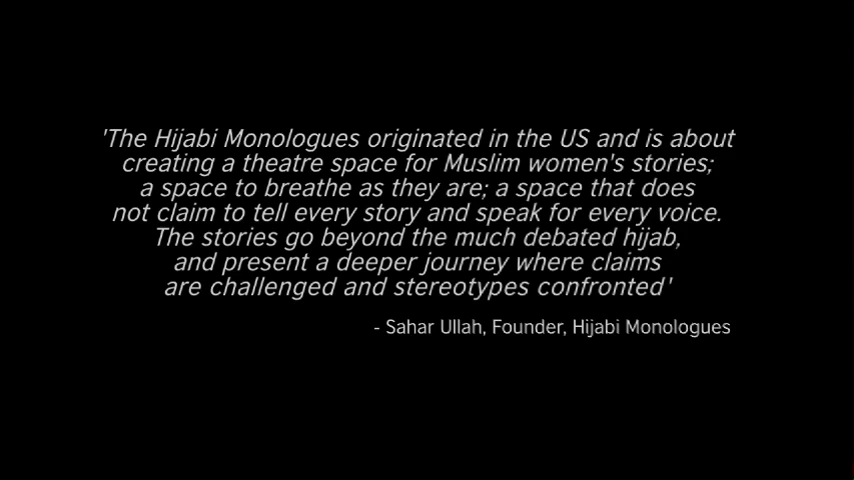 'The Hijabi Monologues originated in the US and is about
creating a theatre space for Muslim women's stories;
a space to breathe as they are; a space that does
not claim to tell every story and speak for every voice.
The stories go beyond the much debated hijab,
and present a deeper journey where claims
are challenged and stereotypes confronted'
- Sahar Ullah, Founder, Hijabi Monologues